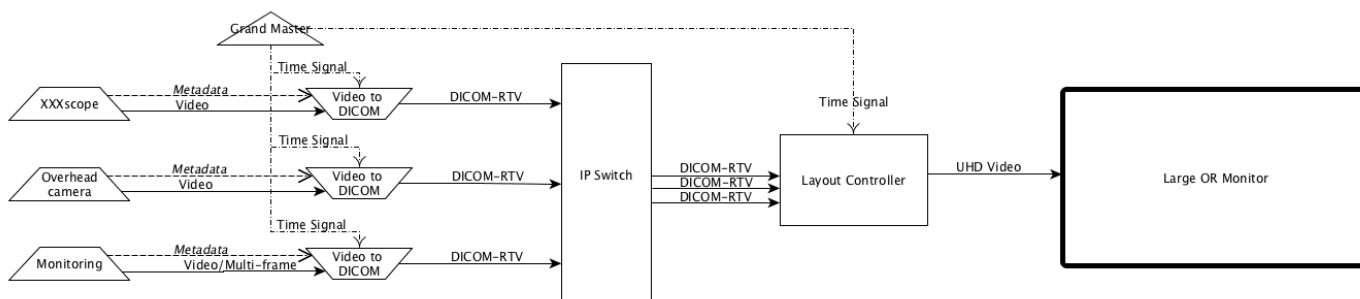 Grand Master
Time Signal
Metadata
XXXscope
Video
Video to
DICOM
DICOM-RTV
Time Signal
Time Signal
Metadata
Overhead
camera
Video
Video to
DICOM
DICOM-RTV
IP Switch
DICOM-RTV
DICOM-RTV
DICOM-RTV
Layout Controller
UHD Video
Large OR Monitor
Time Signal
Metadata
Monitoring
Video/Multi-frame
Video to
DICOM
DICOM-RTV